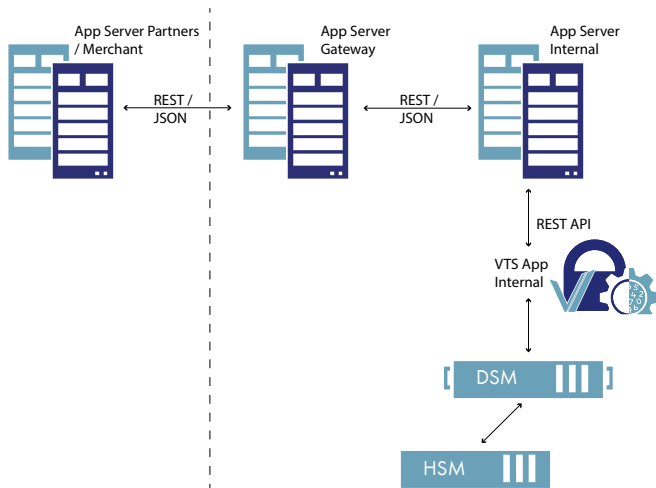 App Server Partners
/ Merchant
App Server
Gateway
App Server
Internal
REST /
JSON
REST /
JSON
REST API
VTS App
Internal
DSM
HSM